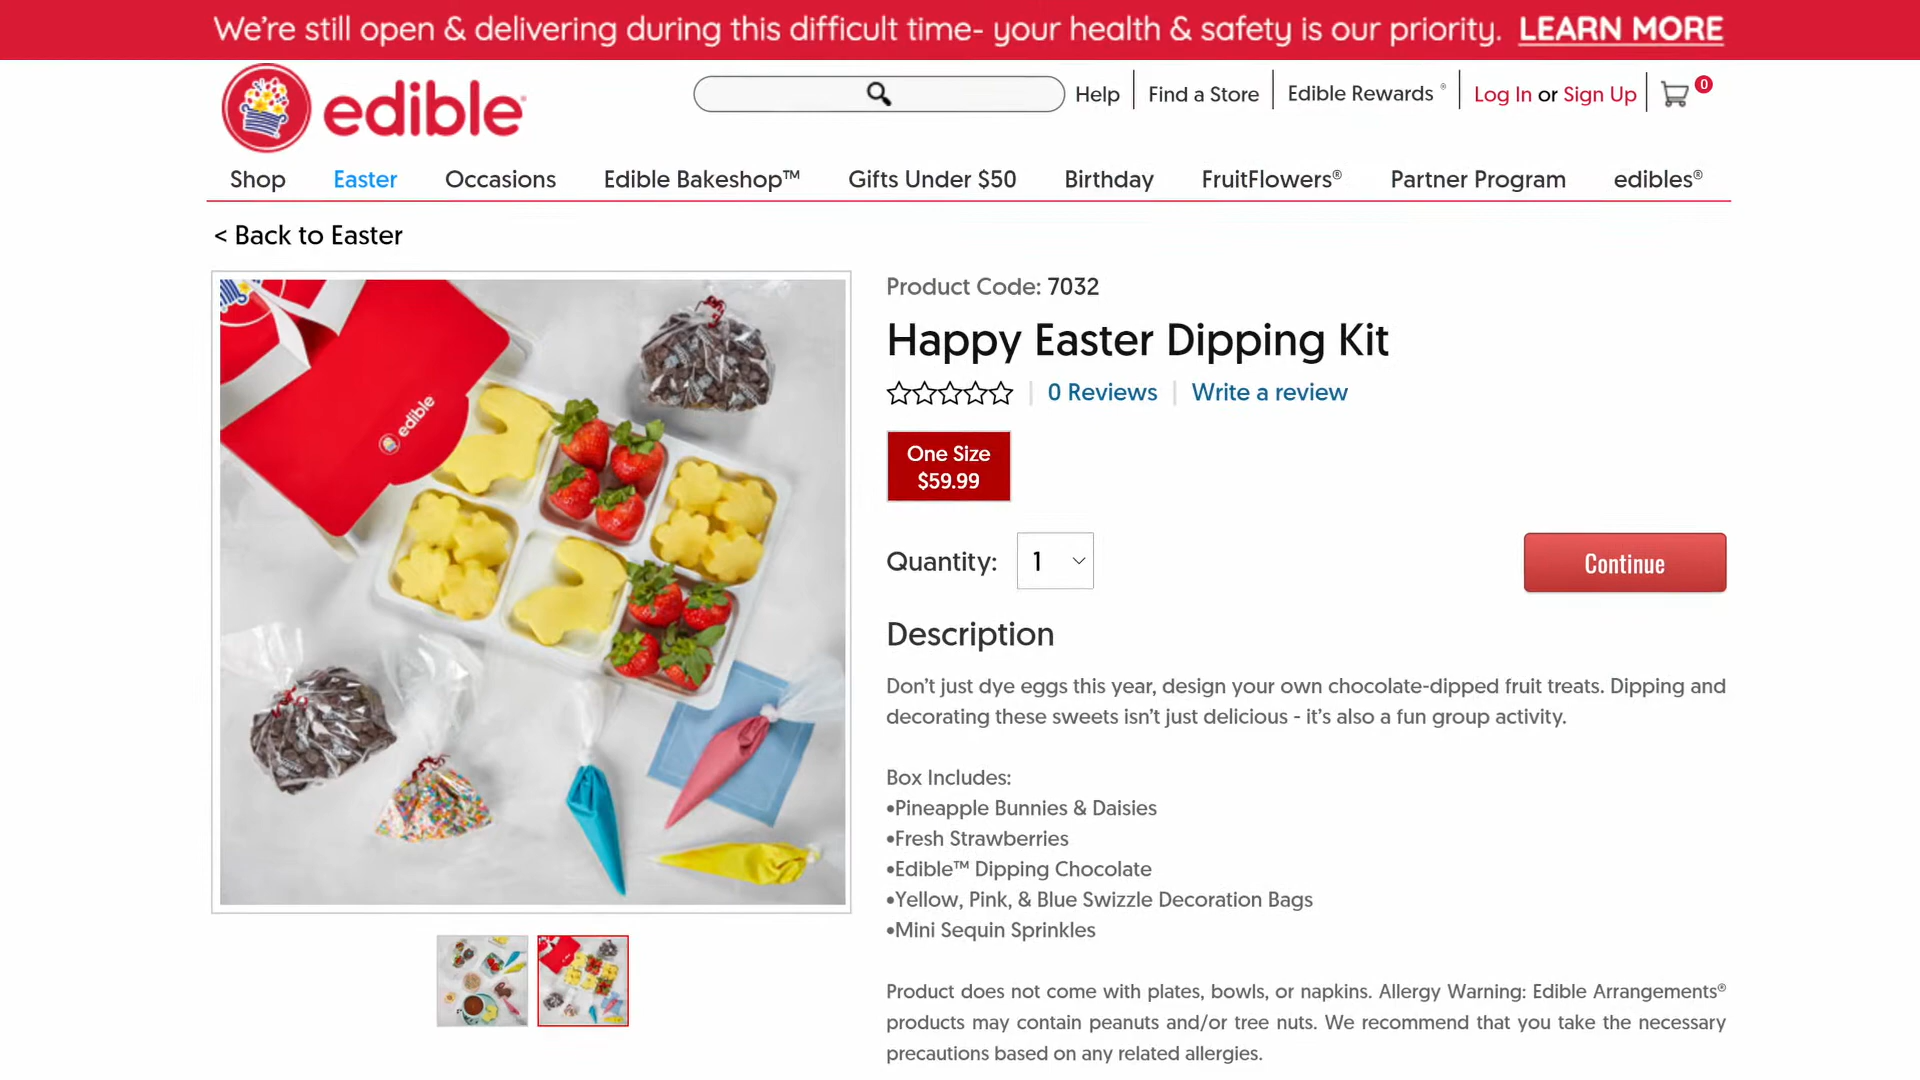 We're still open & delivering during this difficult time- your health & safety is our priority. LEARN MORE
edible
Help
Find a Store
Edible Rewards ®
Log In or Sign Up
0
Shop
Easter
Occasions
Edible Bakeshop™
Gifts Under $50
Birthday
FruitFlowers®
Partner Program
edibles®
< Back to Easter
edible
Product Code: 7032
Happy Easter Dipping Kit
0 Reviews
Write a review
One Size
$59.99
Quantity:
1
Continue
Description
Don't just dye eggs this year, design your own chocolate-dipped fruit treats. Dipping and
decorating these sweets isn't just delicious - it's also a fun group activity.
Box Includes:
•Pineapple Bunnies & Daisies
•Fresh Strawberries
•Edible™ Dipping Chocolate
•Yellow, Pink, & Blue Swizzle Decoration Bags
•Mini Sequin Sprinkles
Product does not come with plates, bowls, or napkins. Allergy Warning: Edible Arrangements®
products may contain peanuts and/or tree nuts. We recommend that you take the necessary
precautions based on any related allergies.